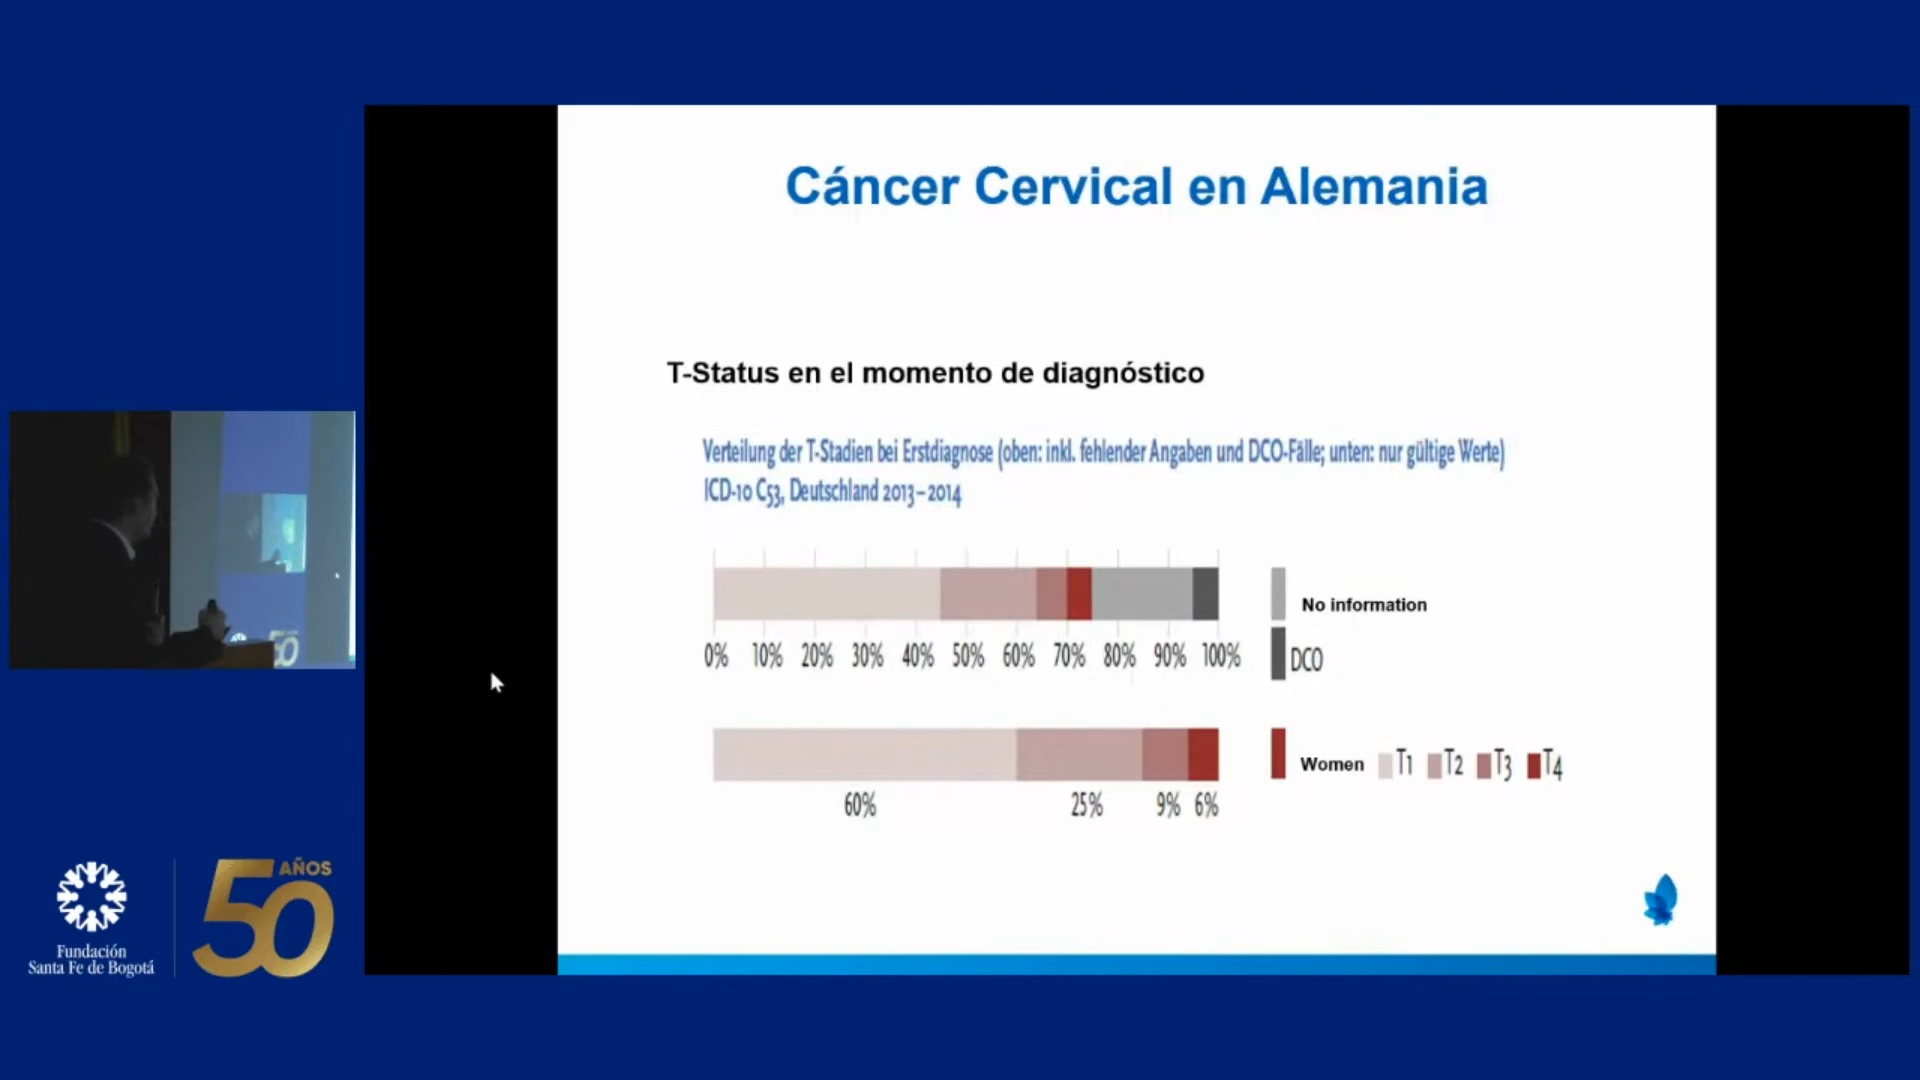 Cáncer Cervical en Alemania
T-Status en el momento de diagnóstico
Verteilung der T-Stadien bei Erstdiagnose (oben: inkl. fehlender Angaben und DCO-Fälle; unten: nur gültige Werte)
ICD-10 C53, Deutschland 2013–2014
0% 10% 20% 30% 40% 50% 60% 70% 80% 90% 100%
No information
DCO
60% 25% 9% 6%
Women T1 T2 T3 T4
50
50 AÑOS
Fundación
Santa Fe de Bogotá